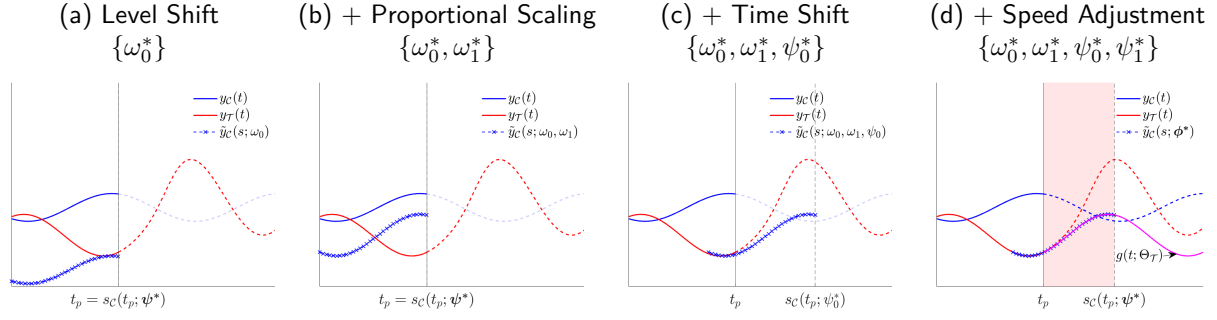 (a) Level Shift
{ω₀*}
y_C(t)
y_T(t)
ỹ_C(s; ω₀)
t_p = s_C(t_p; ψ*)
(b) + Proportional Scaling
{ω₀*, ω₁*}
y_C(t)
y_T(t)
ỹ_C(s; ω₀, ω₁)
t_p = s_C(t_p; ψ*)
(c) + Time Shift
{ω₀*, ω₁*, ψ₀*}
y_C(t)
y_T(t)
ỹ_C(s; ω₀, ω₁, ψ₀)
t_p s_C(t_p; ψ₀*)
(d) + Speed Adjustment
{ω₀*, ω₁*, ψ₀*, ψ₁*}
y_C(t)
y_T(t)
ỹ_C(s; ϕ*)
g(t; Θ_T)
t_p s_C(t_p; ψ*)